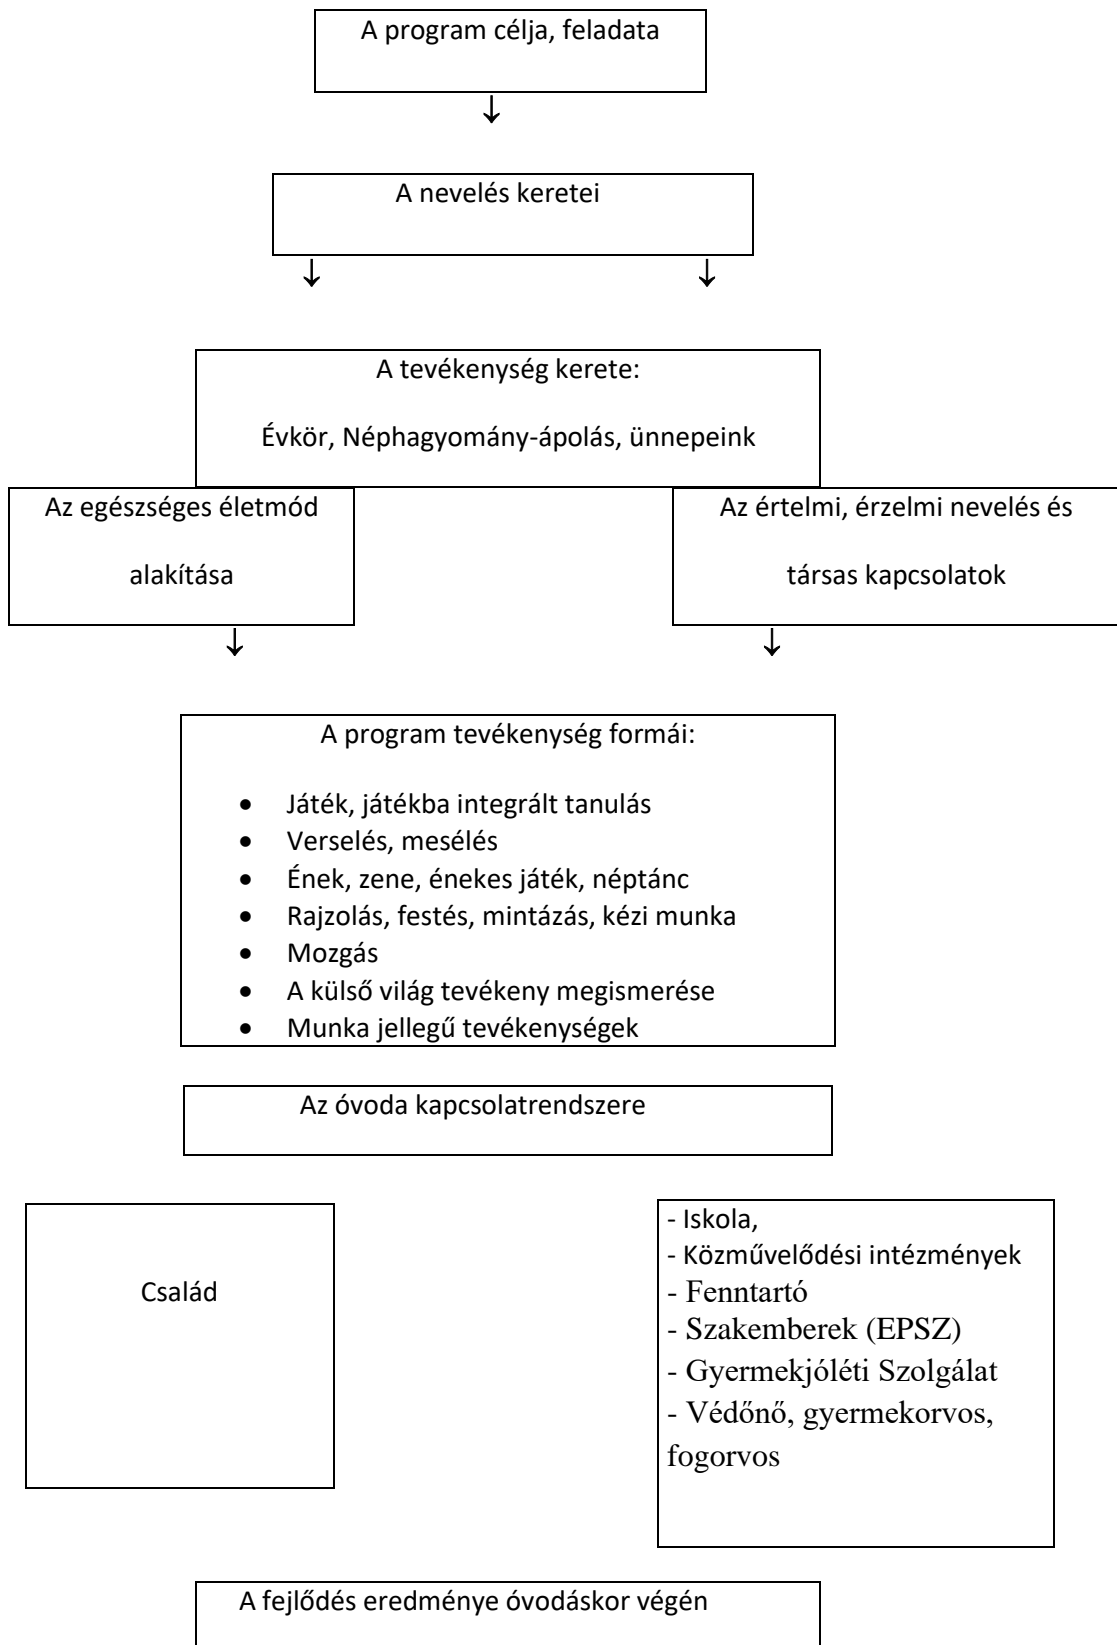 A program célja, feladata
A nevelés keretei
A tevékenység kerete:
Évkör, Néphagyomány-ápolás, ünnepeink
Az egészséges életmód
alakítása
Az értelmi, érzelmi nevelés és
társas kapcsolatok
A program tevékenység formái:
• Játék, játékba integrált tanulás
• Verselés, mesélés
• Ének, zene, énekes játék, néptánc
• Rajzolás, festés, mintázás, kézi munka
• Mozgás
• A külső világ tevékeny megismerése
• Munka jellegű tevékenységek
Az óvoda kapcsolatrendszere
Család
- Iskola,
- Közművelődési intézmények
- Fenntartó
- Szakemberek (EPSZ)
- Gyermekjóléti Szolgálat
- Védőnő, gyermekorvos,
fogorvos
A fejlődés eredménye óvodáskor végén